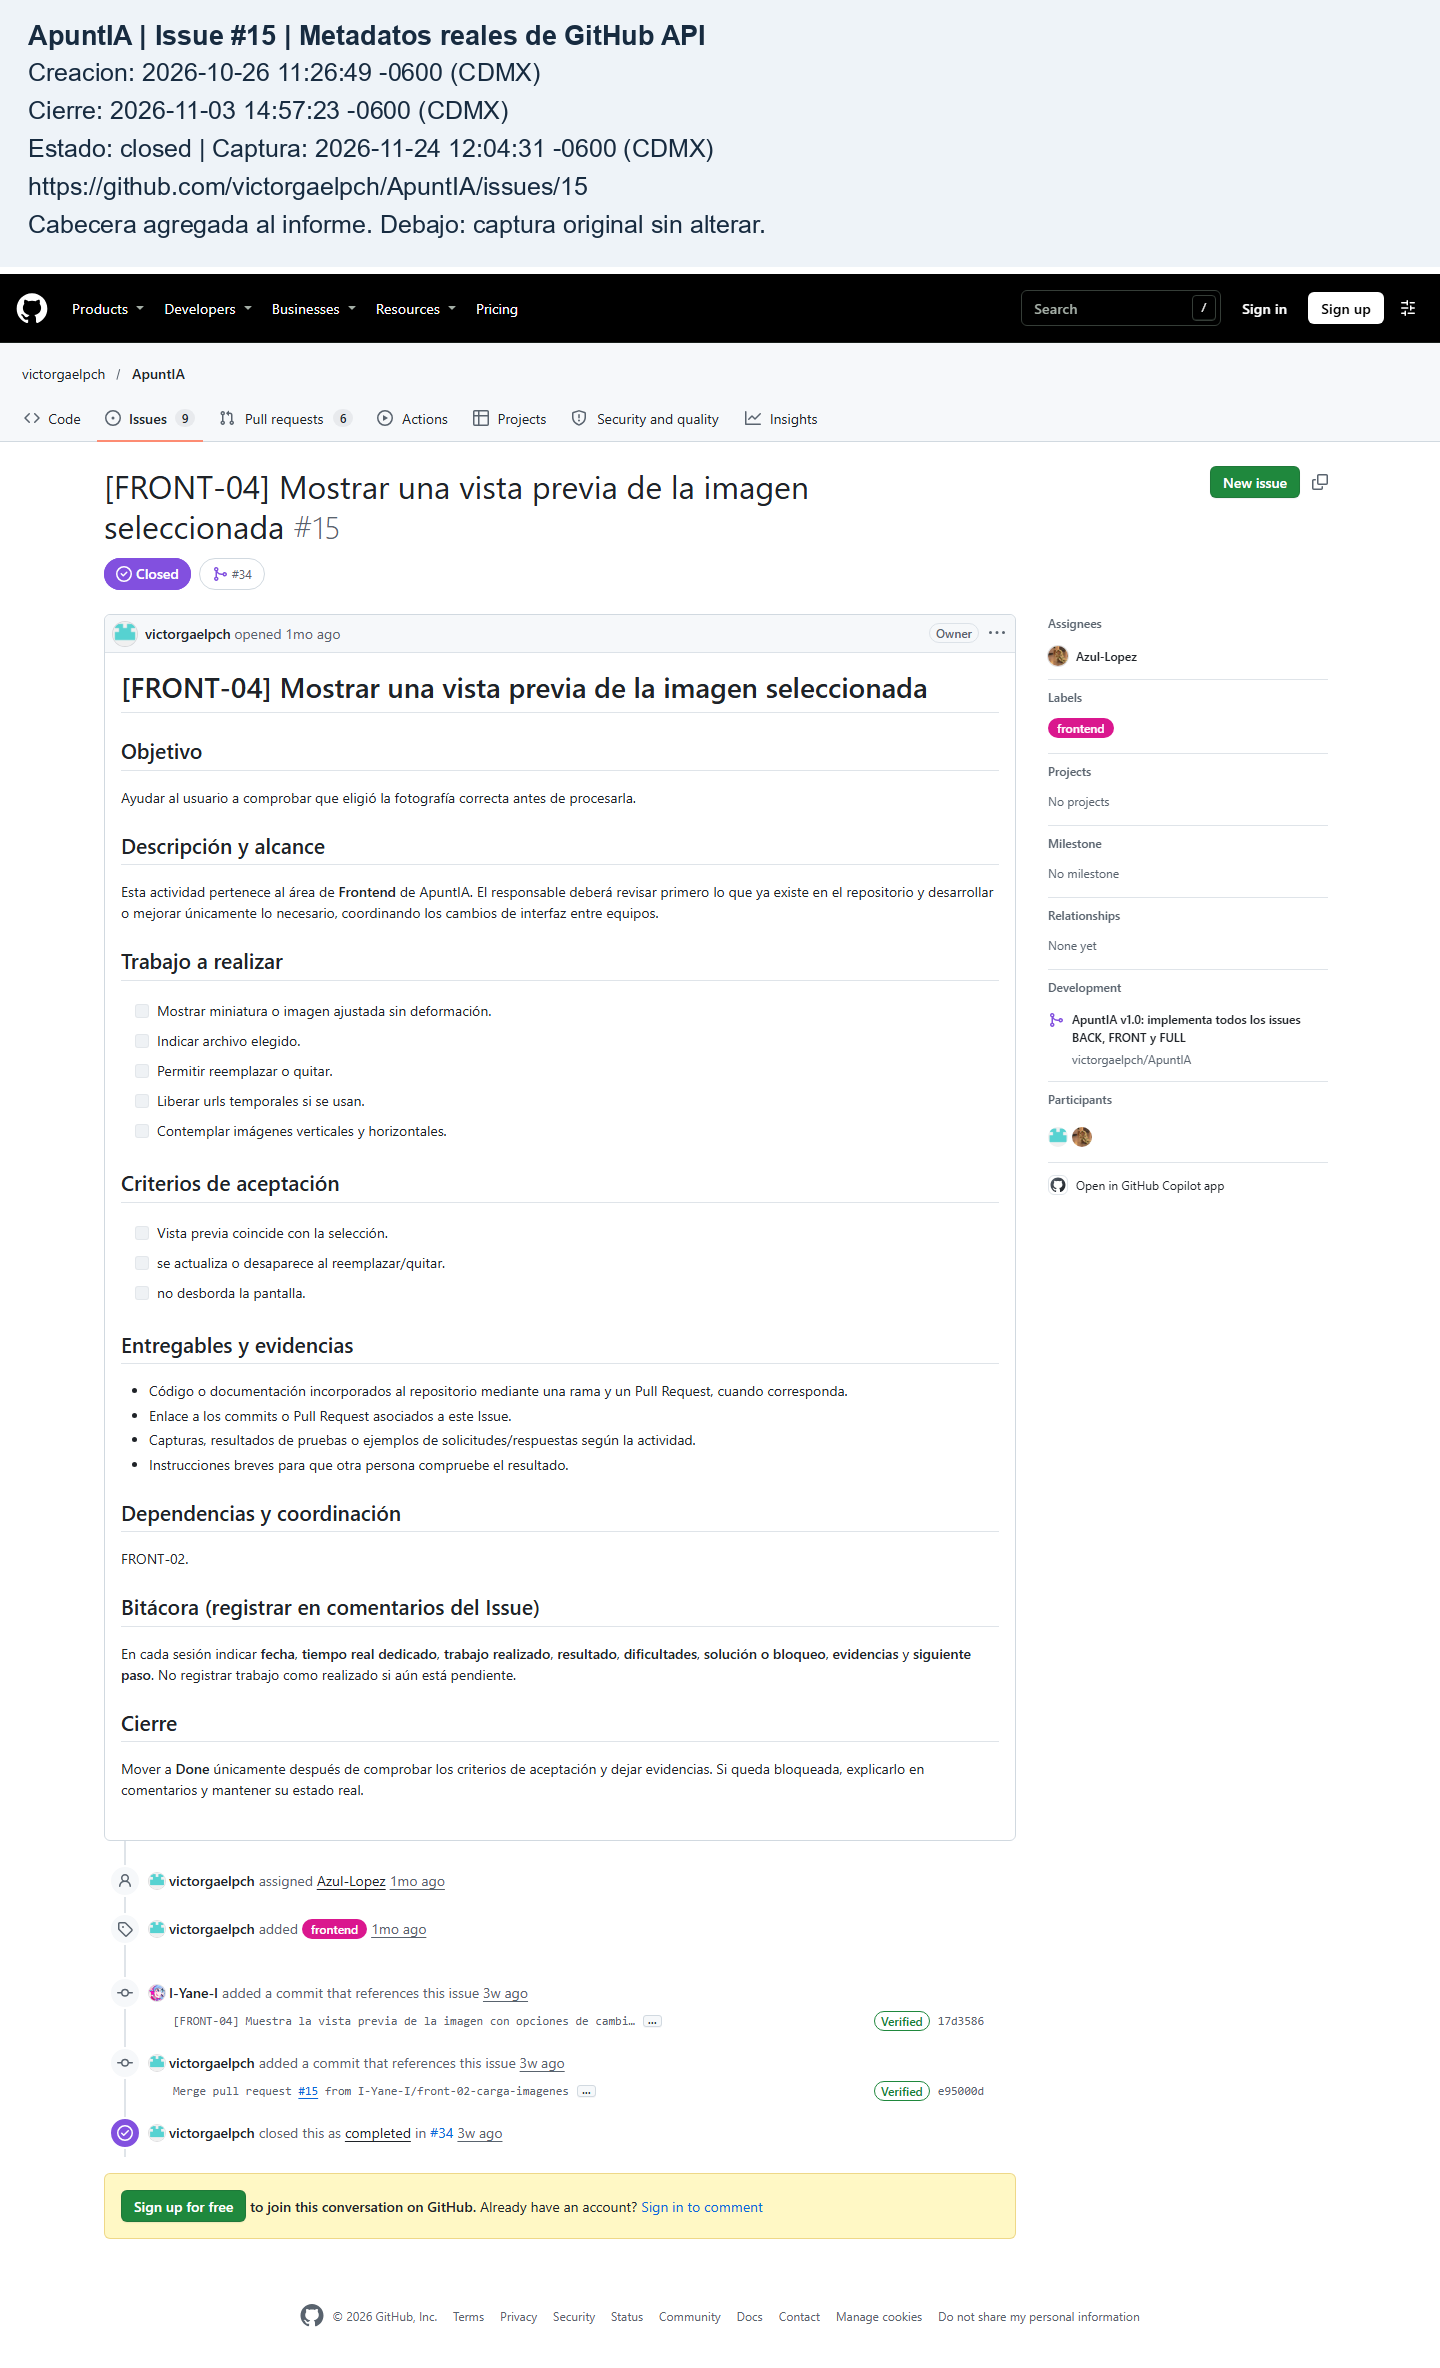 ApuntIA | Issue #15 | Metadatos reales de GitHub API
Creacion: 2026-10-26 11:26:49 -0600 (CDMX)
Cierre: 2026-11-03 14:57:23 -0600 (CDMX)
Estado: closed | Captura: 2026-11-24 12:04:31 -0600 (CDMX)
https://github.com/victorgaelpch/ApuntIA/issues/15
Cabecera agregada al informe. Debajo: captura original sin alterar.
Products Developers Businesses Resources Pricing Search / Sign in Sign up
victorgaelpch / ApuntIA
Code Issues 9 Pull requests 6 Actions Projects Security and quality Insights
[FRONT-04] Mostrar una vista previa de la imagen
seleccionada #15
New issue
Closed #34
victorgaelpch opened 1mo ago Owner
[FRONT-04] Mostrar una vista previa de la imagen seleccionada
Objetivo
Ayudar al usuario a comprobar que eligió la fotografía correcta antes de procesarla.
Descripción y alcance
Esta actividad pertenece al área de Frontend de ApuntIA. El responsable deberá revisar primero lo que ya existe en el repositorio y desarrollar
o mejorar únicamente lo necesario, coordinando los cambios de interfaz entre equipos.
Trabajo a realizar
Mostrar miniatura o imagen ajustada sin deformación.
Indicar archivo elegido.
Permitir reemplazar o quitar.
Liberar urls temporales si se usan.
Contemplar imágenes verticales y horizontales.
Criterios de aceptación
Vista previa coincide con la selección.
se actualiza o desaparece al reemplazar/quitar.
no desborda la pantalla.
Entregables y evidencias
Código o documentación incorporados al repositorio mediante una rama y un Pull Request, cuando corresponda.
Enlace a los commits o Pull Request asociados a este Issue.
Capturas, resultados de pruebas o ejemplos de solicitudes/respuestas según la actividad.
Instrucciones breves para que otra persona compruebe el resultado.
Dependencias y coordinación
FRONT-02.
Bitácora (registrar en comentarios del Issue)
En cada sesión indicar fecha, tiempo real dedicado, trabajo realizado, resultado, dificultades, solución o bloqueo, evidencias y siguiente
paso. No registrar trabajo como realizado si aún está pendiente.
Cierre
Mover a Done únicamente después de comprobar los criterios de aceptación y dejar evidencias. Si queda bloqueada, explicarlo en
comentarios y mantener su estado real.
Assignees
Azul-Lopez
Labels
frontend
Projects
No projects
Milestone
No milestone
Relationships
None yet
Development
ApuntIA v1.0: implementa todos los issues
BACK, FRONT y FULL
victorgaelpch/ApuntIA
Participants
Open in GitHub Copilot app
victorgaelpch assigned Azul-Lopez 1mo ago
victorgaelpch added frontend 1mo ago
I-Yane-I added a commit that references this issue 3w ago
[FRONT-04] Muestra la vista previa de la imagen con opciones de cambi… ... Verified 17d3586
victorgaelpch added a commit that references this issue 3w ago
Merge pull request #15 from I-Yane-I/front-02-carga-imagenes ... Verified e95000d
victorgaelpch closed this as completed in #34 3w ago
Sign up for free to join this conversation on GitHub. Already have an account? Sign in to comment
© 2026 GitHub, Inc. Terms Privacy Security Status Community Docs Contact Manage cookies Do not share my personal information